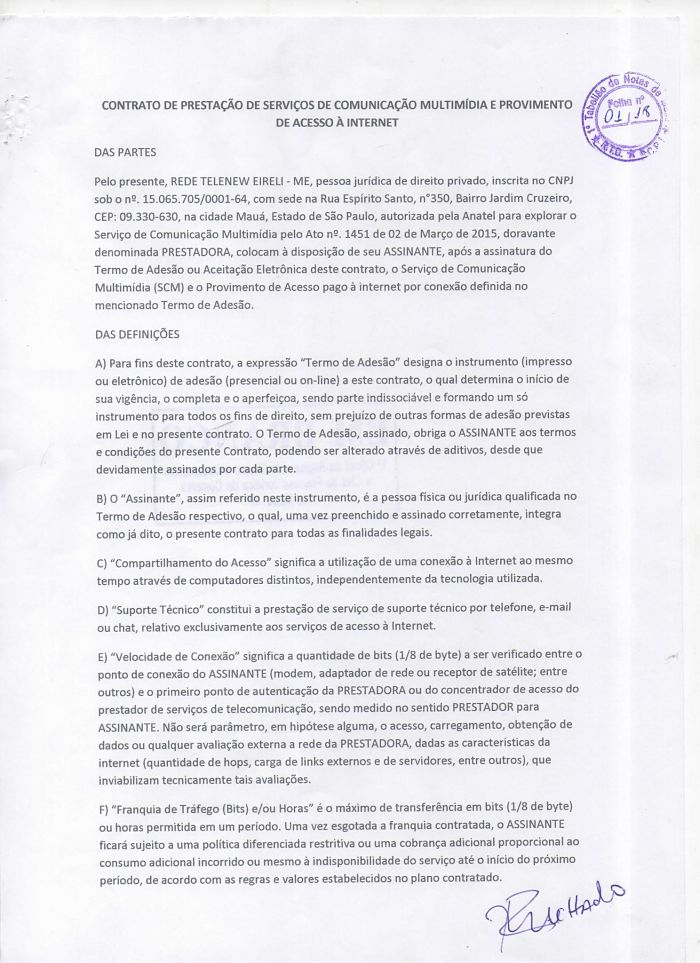 CONTRATO DE PRESTAÇÃO DE SERVIÇOS DE COMUNICAÇÃO MULTIMÍDIA E PROVIMENTO
DE ACESSO À INTERNET
1º Tabelião de Notas de
Folha nº
01/18
R.T.D. ★ R.C.P.J.
DAS PARTES
Pelo presente, REDE TELENEW EIRELI - ME, pessoa jurídica de direito privado, inscrita no CNPJ
sob o nº. 15.065.705/0001-64, com sede na Rua Espírito Santo, n°350, Bairro Jardim Cruzeiro,
CEP: 09.330-630, na cidade Mauá, Estado de São Paulo, autorizada pela Anatel para explorar o
Serviço de Comunicação Multimídia pelo Ato nº. 1451 de 02 de Março de 2015, doravante
denominada PRESTADORA, colocam à disposição de seu ASSINANTE, após a assinatura do
Termo de Adesão ou Aceitação Eletrônica deste contrato, o Serviço de Comunicação
Multimídia (SCM) e o Provimento de Acesso pago à internet por conexão definida no
mencionado Termo de Adesão.
DAS DEFINIÇÕES
A) Para fins deste contrato, a expressão “Termo de Adesão” designa o instrumento (impresso
ou eletrônico) de adesão (presencial ou on-line) a este contrato, o qual determina o início de
sua vigência, o completa e o aperfeiçoa, sendo parte indissociável e formando um só
instrumento para todos os fins de direito, sem prejuízo de outras formas de adesão previstas
em Lei e no presente contrato. O Termo de Adesão, assinado, obriga o ASSINANTE aos termos
e condições do presente Contrato, podendo ser alterado através de aditivos, desde que
devidamente assinados por cada parte.
B) O “Assinante”, assim referido neste instrumento, é a pessoa física ou jurídica qualificada no
Termo de Adesão respectivo, o qual, uma vez preenchido e assinado corretamente, integra
como já dito, o presente contrato para todas as finalidades legais.
C) “Compartilhamento do Acesso” significa a utilização de uma conexão à Internet ao mesmo
tempo através de computadores distintos, independentemente da tecnologia utilizada.
D) “Suporte Técnico” constitui a prestação de serviço de suporte técnico por telefone, e-mail
ou chat, relativo exclusivamente aos serviços de acesso à Internet.
E) “Velocidade de Conexão” significa a quantidade de bits (1/8 de byte) a ser verificado entre o
ponto de conexão do ASSINANTE (modem, adaptador de rede ou receptor de satélite; entre
outros) e o primeiro ponto de autenticação da PRESTADORA ou do concentrador de acesso do
prestador de serviços de telecomunicação, sendo medido no sentido PRESTADOR para
ASSINANTE. Não será parâmetro, em hipótese alguma, o acesso, carregamento, obtenção de
dados ou qualquer avaliação externa a rede da PRESTADORA, dadas as características da
internet (quantidade de hops, carga de links externos e de servidores, entre outros), que
inviabilizam tecnicamente tais avaliações.
F) “Franquia de Tráfego (Bits) e/ou Horas” é o máximo de transferência em bits (1/8 de byte)
ou horas permitida em um período. Uma vez esgotada a franquia contratada, o ASSINANTE
ficará sujeito a uma política diferenciada restritiva ou uma cobrança adicional proporcional ao
consumo adicional incorrido ou mesmo à indisponibilidade do serviço até o início do próximo
período, de acordo com as regras e valores estabelecidos no plano contratado.